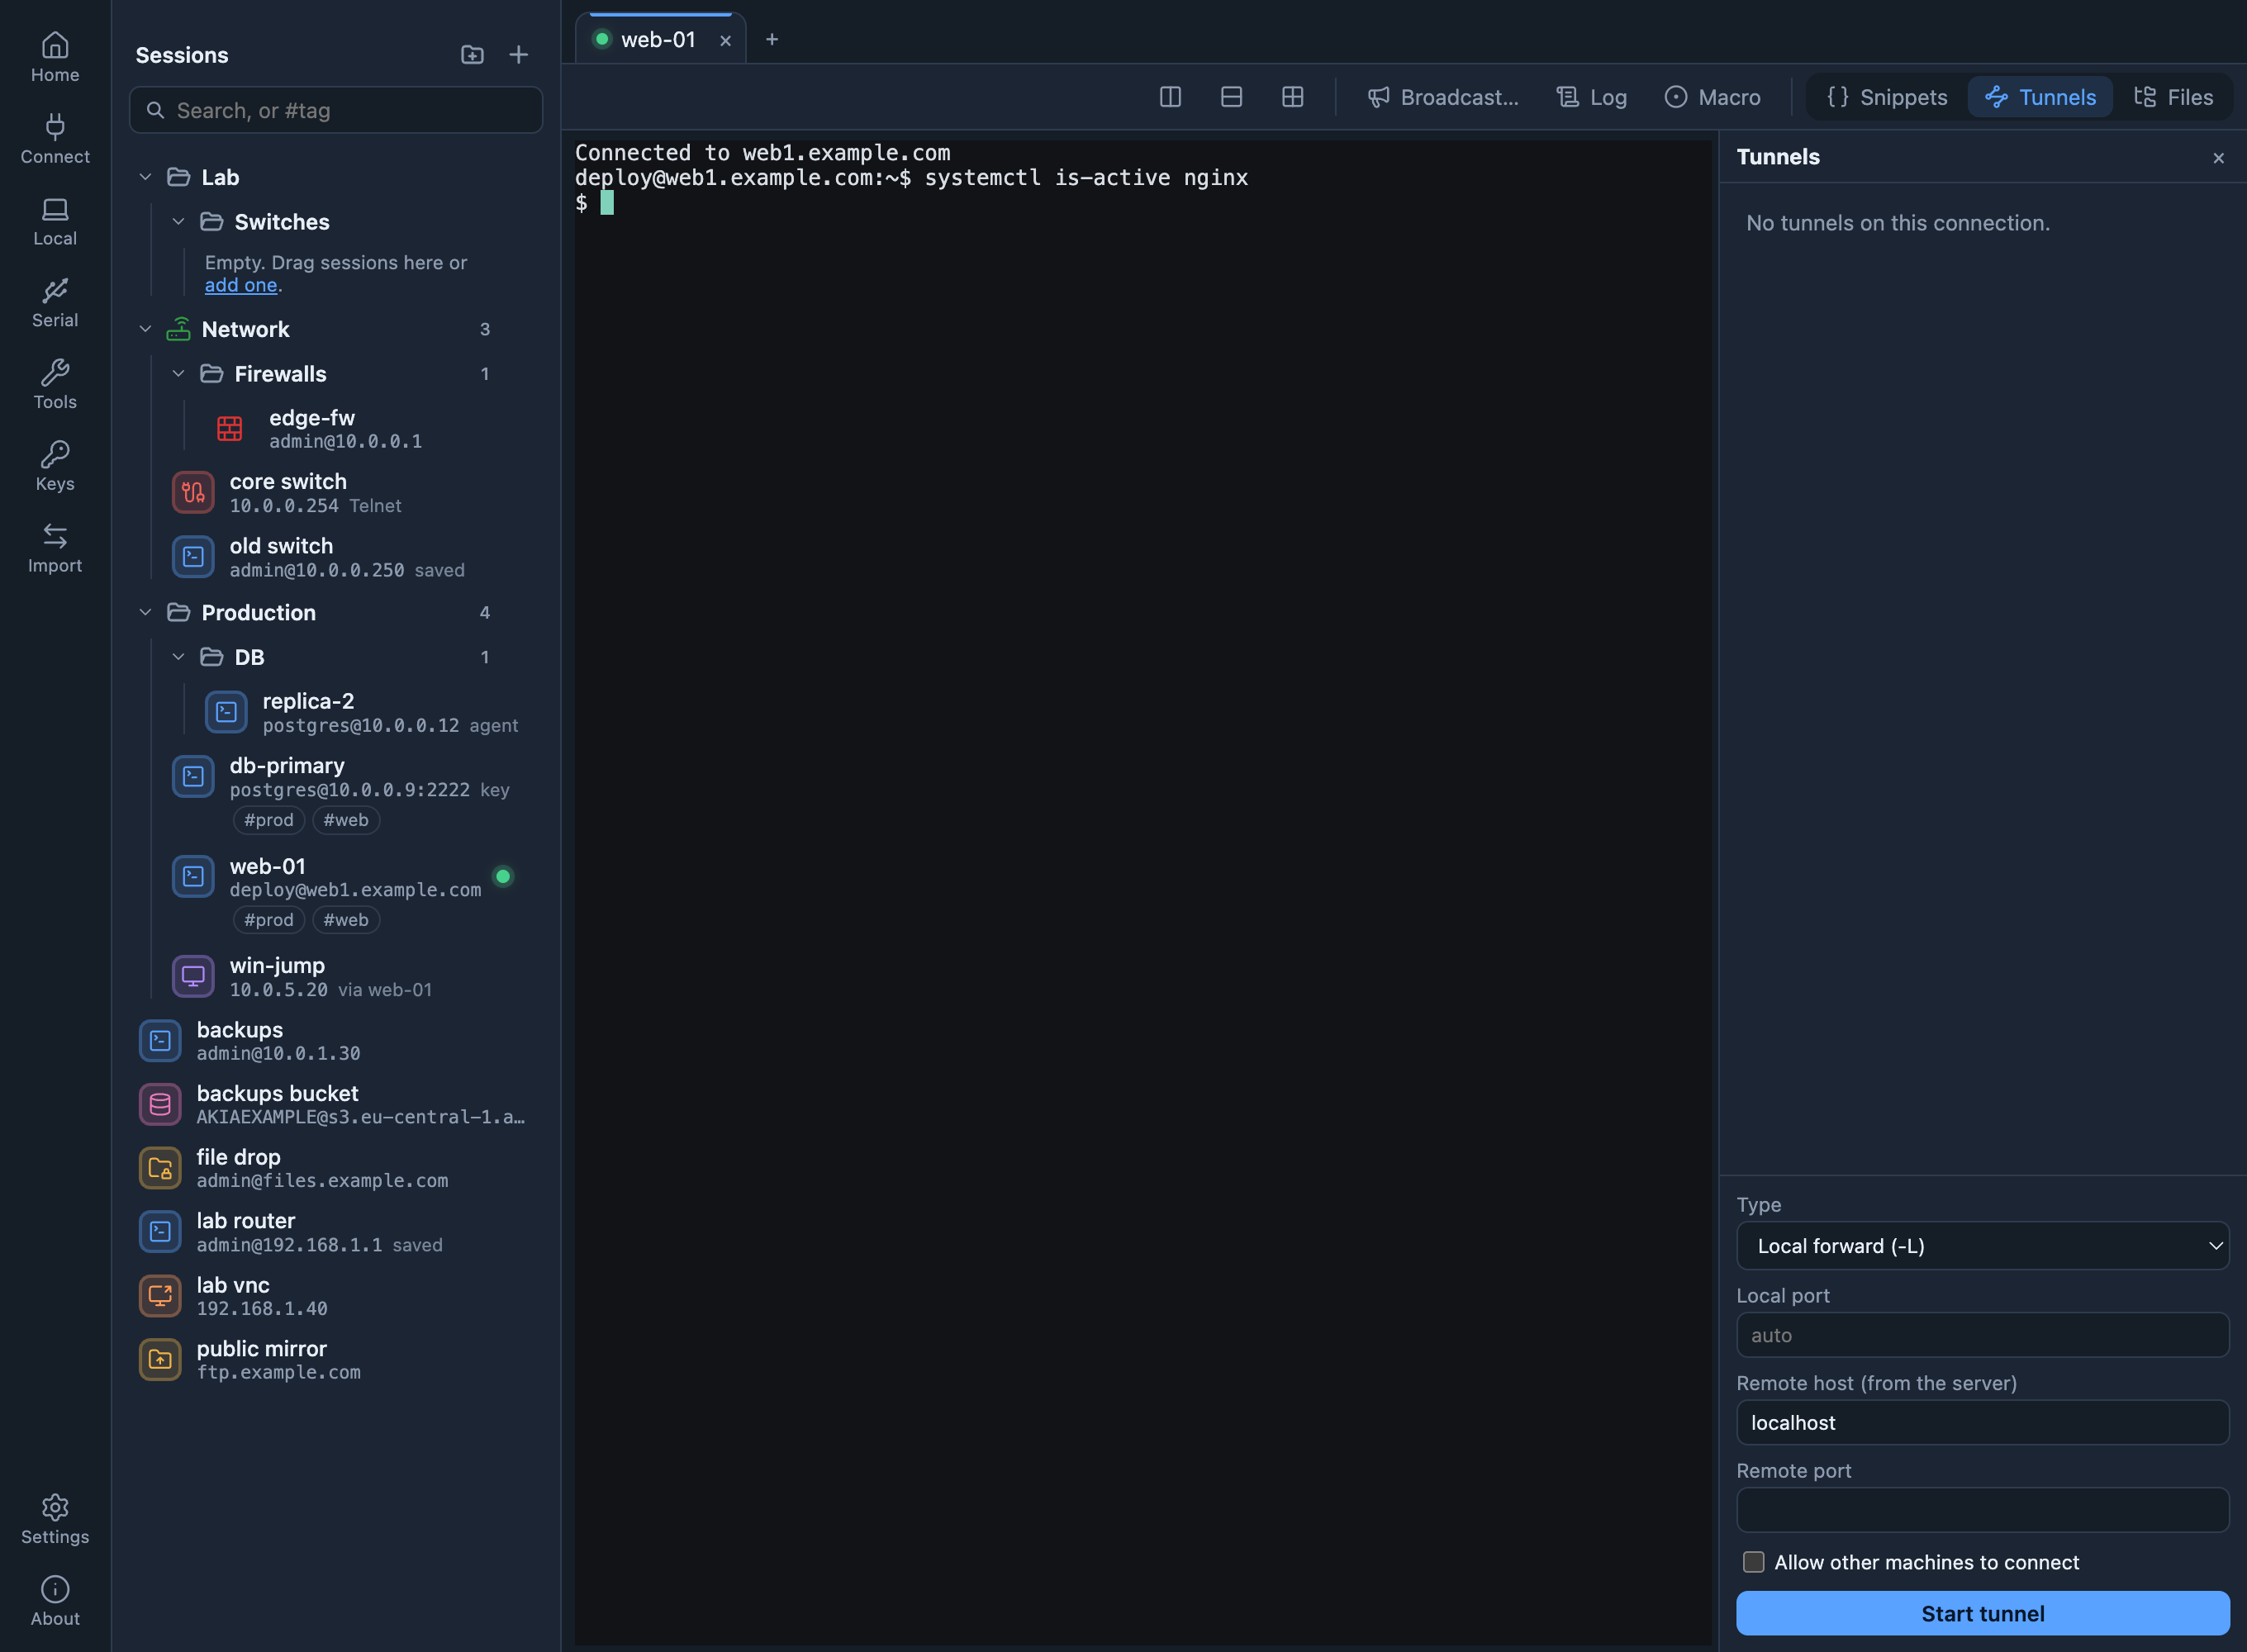 Home
Connect
Local
Serial
Tools
Keys
Import
Settings
About
Sessions
Search, or #tag
Lab
Switches
Empty. Drag sessions here or
add one.
Network 3
Firewalls 1
edge-fw
admin@10.0.0.1
core switch
10.0.0.254 Telnet
old switch
admin@10.0.0.250 saved
Production 4
DB 1
replica-2
postgres@10.0.0.12 agent
db-primary
postgres@10.0.0.9:2222 key
#prod #web
web-01
deploy@web1.example.com
#prod #web
win-jump
10.0.5.20 via web-01
backups
admin@10.0.1.30
backups bucket
AKIAEXAMPLE@s3.eu-central-1.a…
file drop
admin@files.example.com
lab router
admin@192.168.1.1 saved
lab vnc
192.168.1.40
public mirror
ftp.example.com
web-01
Broadcast... Log Macro Snippets Tunnels Files
Connected to web1.example.com
deploy@web1.example.com:~$ systemctl is-active nginx
$
Tunnels
No tunnels on this connection.
Type
Local forward (-L)
Local port
auto
Remote host (from the server)
localhost
Remote port
Allow other machines to connect
Start tunnel